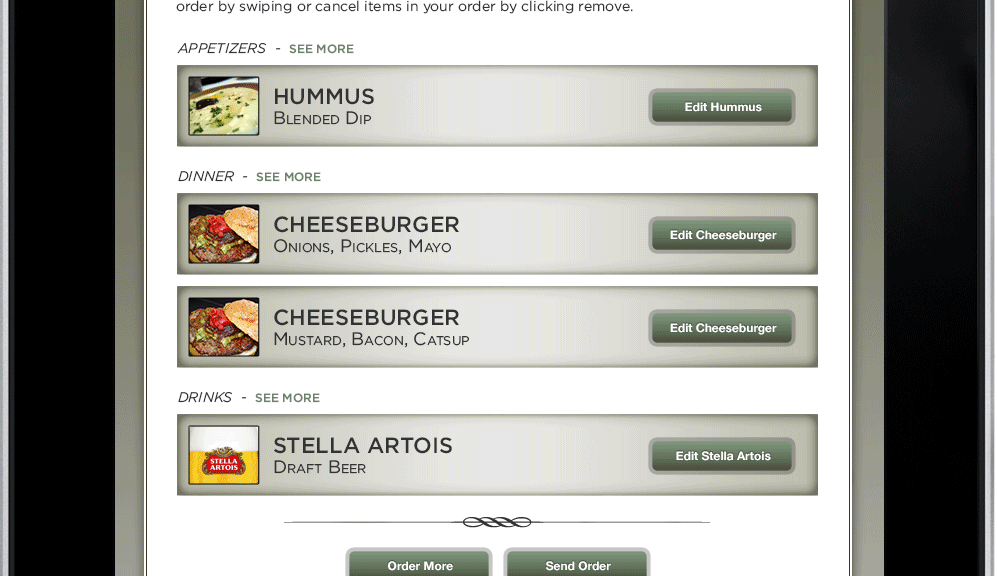 order by swiping or cancel items in your order by clicking remove.
APPETIZERS - SEE MORE
HUMMUS
Blended Dip
Edit Hummus
DINNER - SEE MORE
CHEESEBURGER
Onions, Pickles, Mayo
Edit Cheeseburger
CHEESEBURGER
Mustard, Bacon, Catsup
Edit Cheeseburger
DRINKS - SEE MORE
STELLA ARTOIS
Draft Beer
STELLA
ARTOIS
Edit Stella Artois
Order More
Send Order